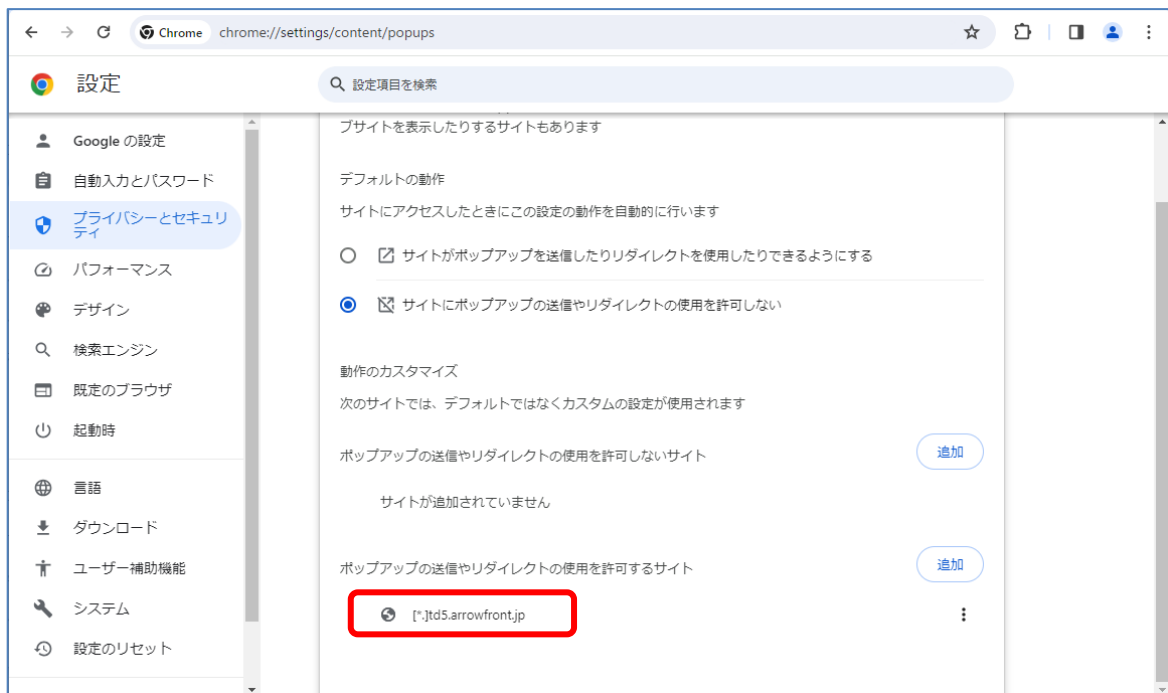 Chrome chrome://settings/content/popups
設定
設定項目を検索
Google の設定
自動入力とパスワード
プライバシーとセキュリ
ティ
パフォーマンス
デザイン
検索エンジン
既定のブラウザ
起動時
言語
ダウンロード
ユーザー補助機能
システム
設定のリセット
ブサイトを表示したりするサイトもあります
デフォルトの動作
サイトにアクセスしたときにこの設定の動作を自動的に行います
サイトがポップアップを送信したりリダイレクトを使用したりできるようにする
サイトにポップアップの送信やリダイレクトの使用を許可しない
動作のカスタマイズ
次のサイトでは、デフォルトではなくカスタムの設定が使用されます
ポップアップの送信やリダイレクトの使用を許可しないサイト
追加
サイトが追加されていません
ポップアップの送信やリダイレクトの使用を許可するサイト
追加
[*.]td5.arrowfront.jp